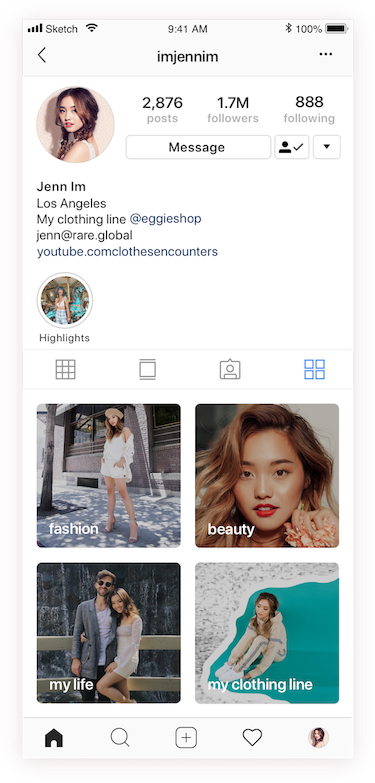 Sketch 9:41 AM 100%
imjennim
2,876 1.7M 888
posts followers following
Message
Jenn Im
Los Angeles
My clothing line @eggieshop
jenn@rare.global
youtube.comclothesencounters
Highlights
fashion beauty
my life my clothing line